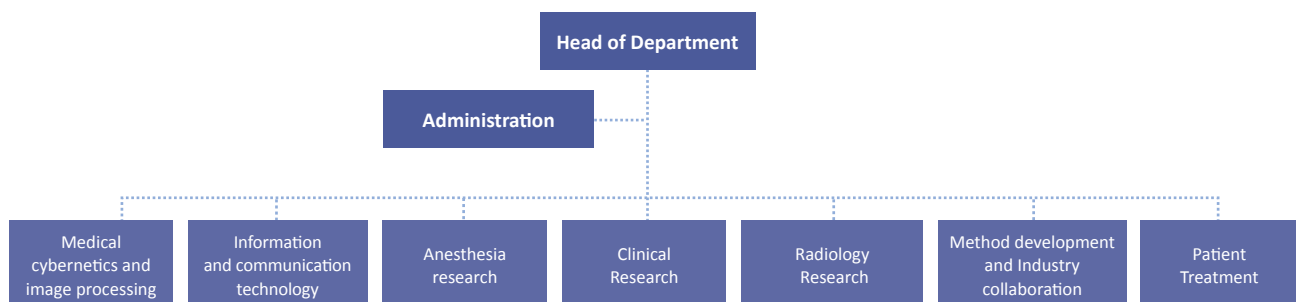 Head of Department
Administration
Medical
cybernetics and
image processing
Information
and communication
technology
Anesthesia
research
Clinical
Research
Radiology
Research
Method development
and Industry
collaboration
Patient
Treatment